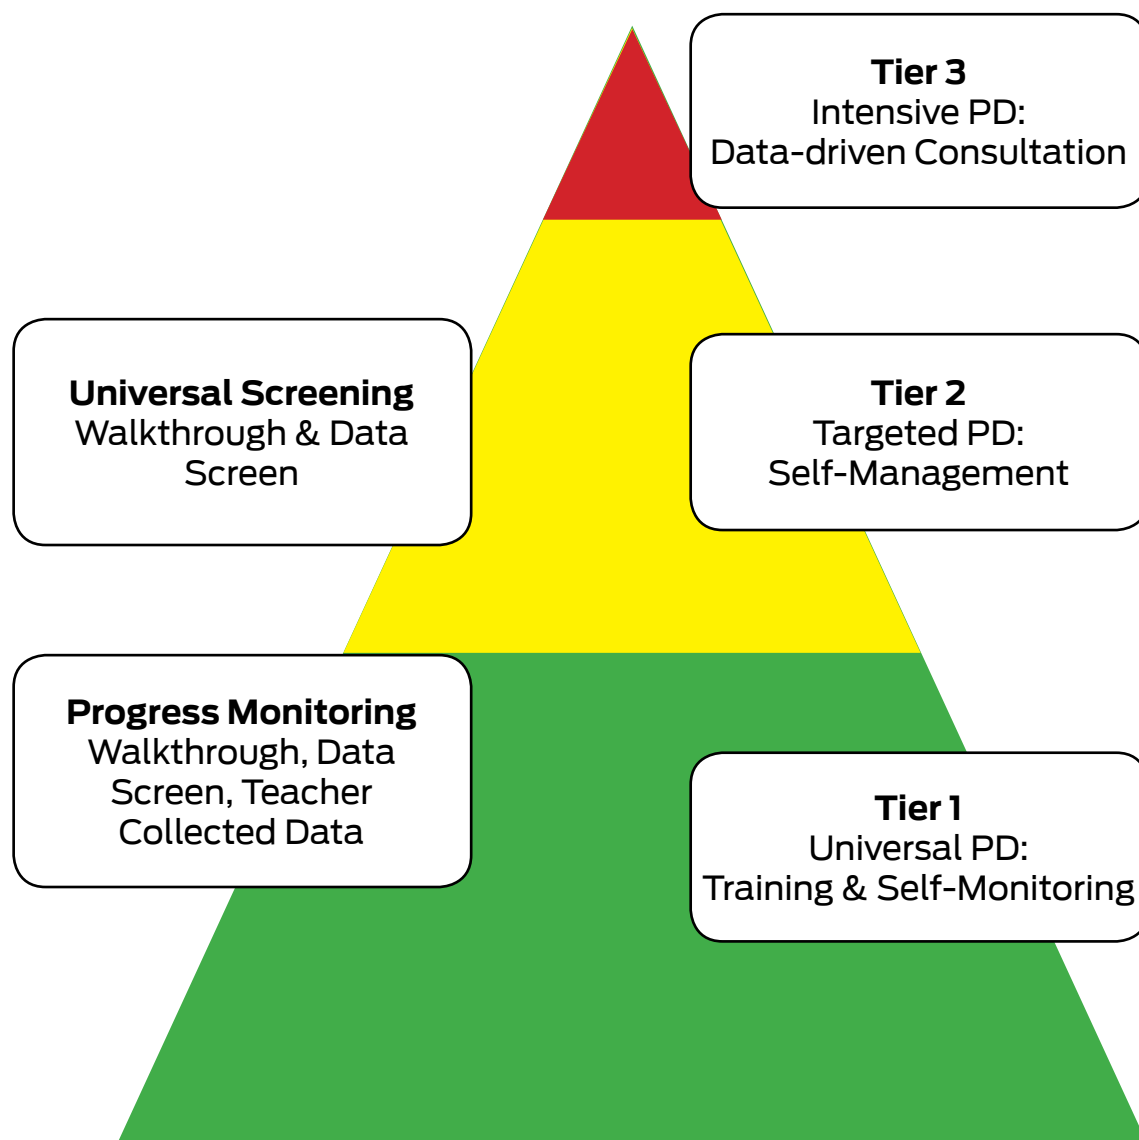 Tier 3
Intensive PD:
Data-driven Consultation
Universal Screening
Walkthrough & Data
Screen
Tier 2
Targeted PD:
Self-Management
Progress Monitoring
Walkthrough, Data
Screen, Teacher
Collected Data
Tier 1
Universal PD:
Training & Self-Monitoring